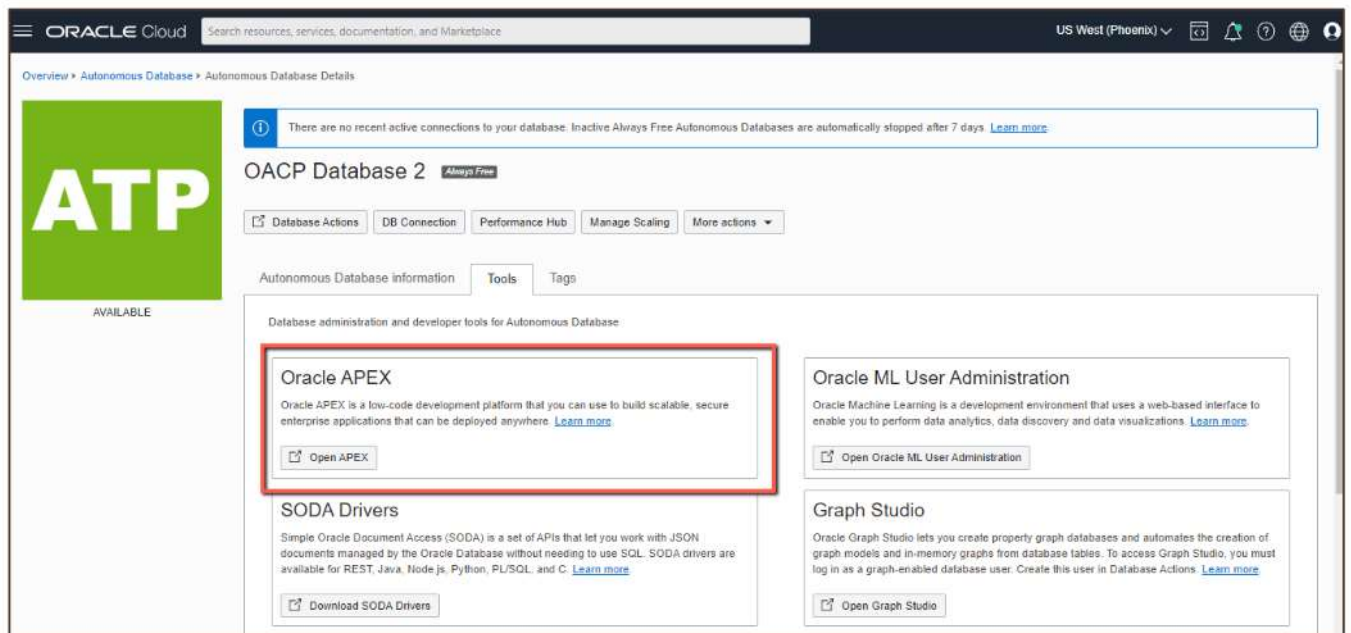 ORACLE Cloud
Search resources, services, documentation, and Marketplace
US West (Phoenix)
Overview » Autonomous Database » Autonomous Database Details
ATP
AVAILABLE
There are no recent active connections to your database. Inactive Always Free Autonomous Databases are automatically stopped after 7 days. Learn more.
OACP Database 2 Always Free
Database Actions
DB Connection
Performance Hub
Manage Scaling
More actions
Autonomous Database information
Tools
Tags
Database administration and developer tools for Autonomous Database
Oracle APEX
Oracle APEX is a low-code development platform that you can use to build scalable, secure
enterprise applications that can be deployed anywhere. Learn more.
Open APEX
Oracle ML User Administration
Oracle Machine Learning is a development environment that uses a web-based interface to
enable you to perform data analytics, data discovery and data visualizations. Learn more.
Open Oracle ML User Administration
SODA Drivers
Simple Oracle Document Access (SODA) is a set of APIs that let you work with JSON
documents managed by the Oracle Database without needing to use SQL. SODA drivers are
available for REST, Java, Node.js, Python, PL/SQL, and C. Learn more.
Download SODA Drivers
Graph Studio
Oracle Graph Studio lets you create property graph databases and automates the creation of
graph models and in-memory graphs from database tables. To access Graph Studio, you must
log in as a graph-enabled database user. Create this user in Database Actions. Learn more.
Open Graph Studio